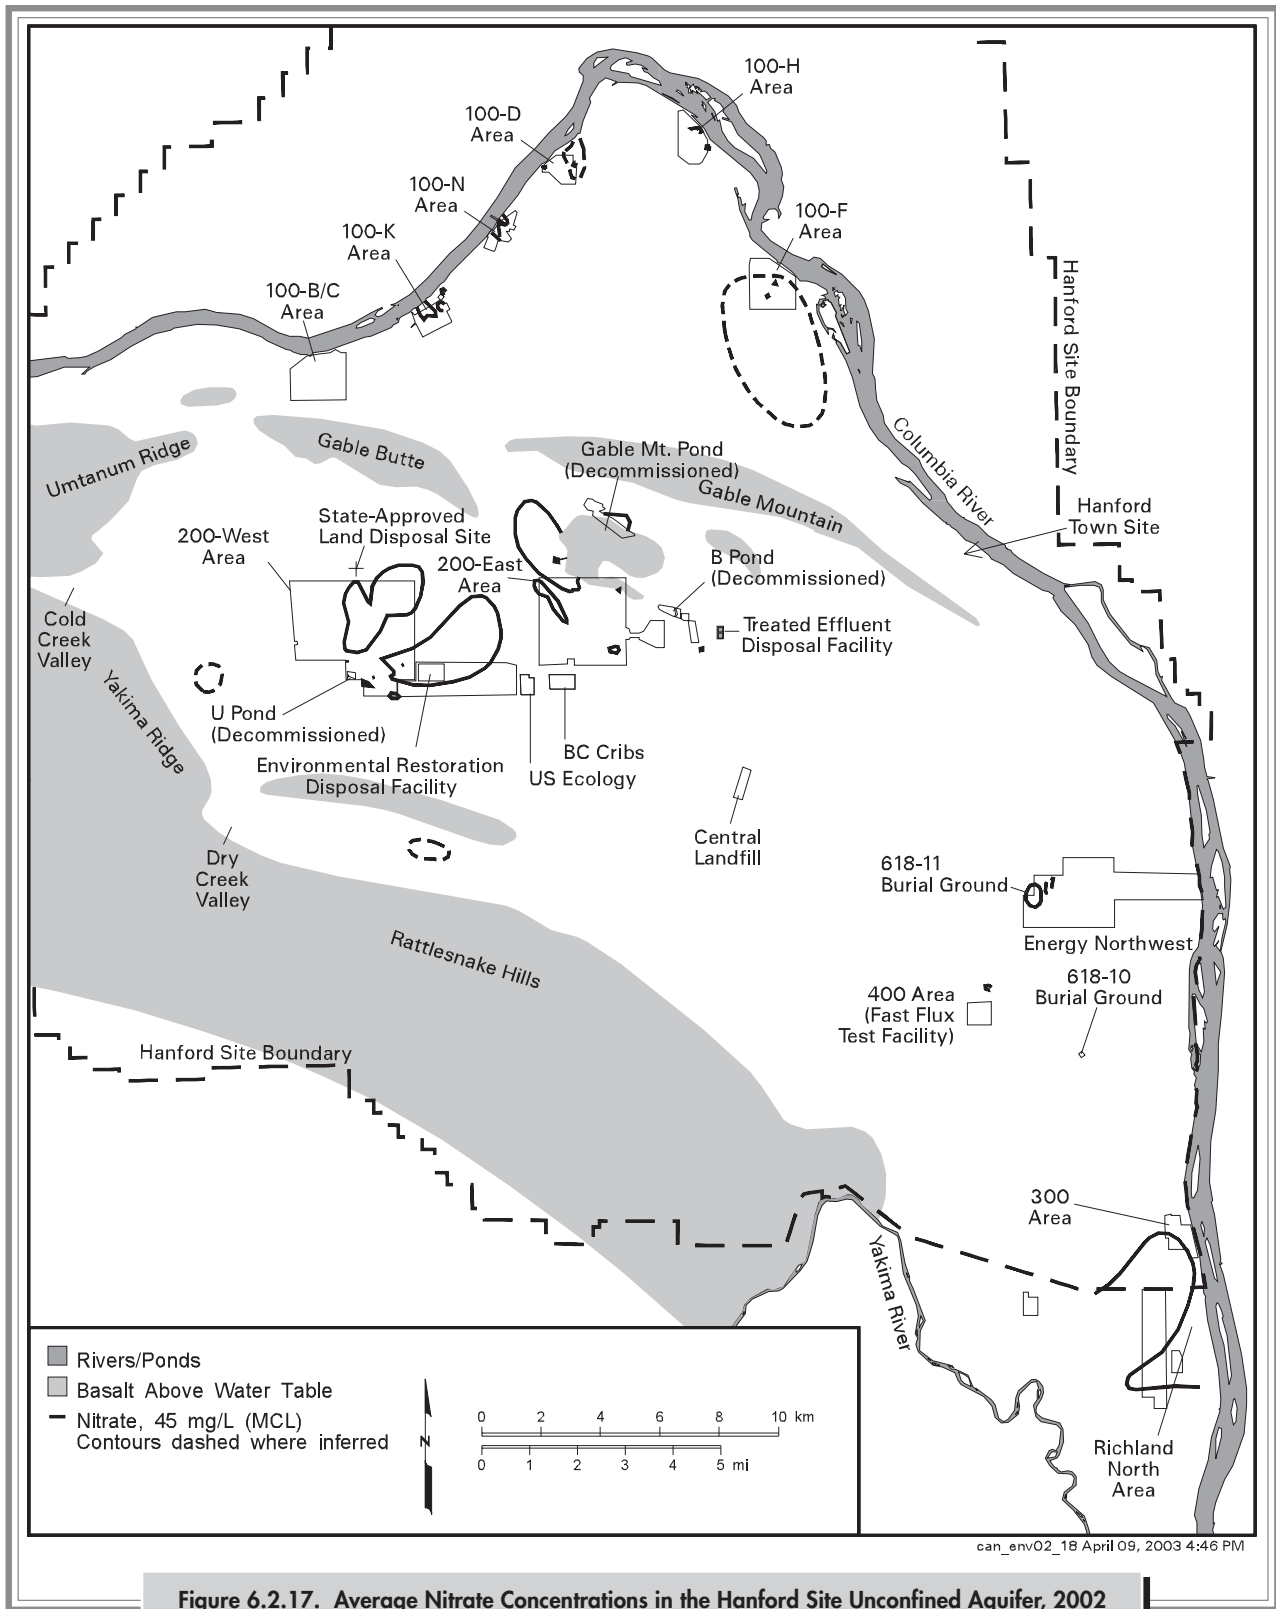 100-H
Area
100-D
Area
100-N
Area
100-F
Area
100-K
Area
100-B/C
Area
Hanford Site Boundary
Columbia River
Umtanum Ridge
Gable Butte
Gable Mt. Pond
(Decommissioned)
Gable Mountain
Hanford
Town Site
State-Approved
Land Disposal Site
200-West
Area
200-East
Area
B Pond
(Decommissioned)
Cold
Creek
Valley
Treated Effluent
Disposal Facility
Yakima Ridge
U Pond
(Decommissioned)
BC Cribs
Environmental Restoration
Disposal Facility
US Ecology
Central
Landfill
Dry
Creek
Valley
618-11
Burial Ground
Energy Northwest
Rattlesnake Hills
618-10
Burial Ground
400 Area
(Fast Flux
Test Facility)
Hanford Site Boundary
300
Area
Yakima River
Rivers/Ponds
Basalt Above Water Table
Nitrate, 45 mg/L (MCL)
Contours dashed where inferred
N
0 2 4 6 8 10 km
0 1 2 3 4 5 mi
Richland
North
Area
can_env02_18 April 09, 2003 4:46 PM
Figure 6.2.17. Average Nitrate Concentrations in the Hanford Site Unconfined Aquifer, 2002